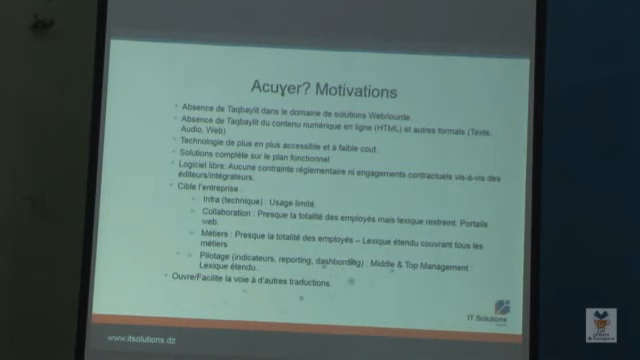 Acuɣer? Motivations
Absence de Taqbaylit dans le domaine de solutions Web/lourde.
Absence de Taqbaylit du contenu numérique en ligne (HTML) et autres formats (Texte,
Audio, Web)
Technologie de plus en plus accessible et à faible cout.
Solutions complète sur le plan fonctionnel
Logiciel libre: Aucune contrainte réglementaire ni engagements contractuels vis-à-vis des
éditeurs/intégrateurs.
Cible l'entreprise :
Infra (technique) : Usage limité.
Collaboration : Presque la totalité des employés mais lexique restreint. Portails
web.
Métiers : Presque la totalité des employés – Lexique étendu couvrant tous les
métiers
Pilotage (indicateurs, reporting, dashbording) : Middle & Top Management :
Lexique étendu.
Ouvre/Facilite la voie à d'autres traductions.
IT Solutions
www.itsolutions.dz